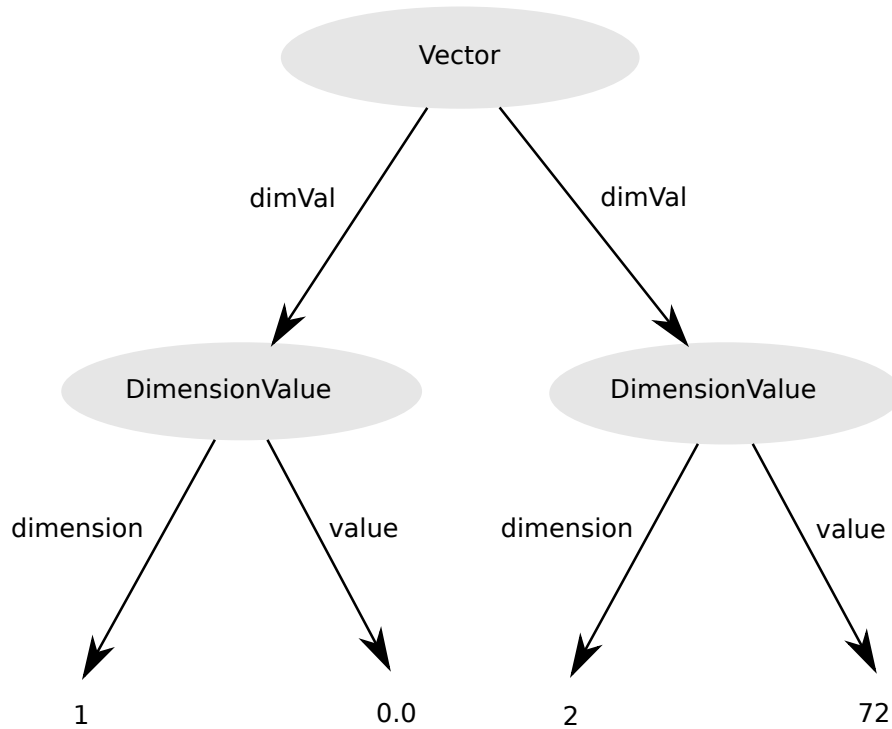 Vector
dimVal
dimVal
DimensionValue
DimensionValue
dimension
value
dimension
value
1
0.0
2
72